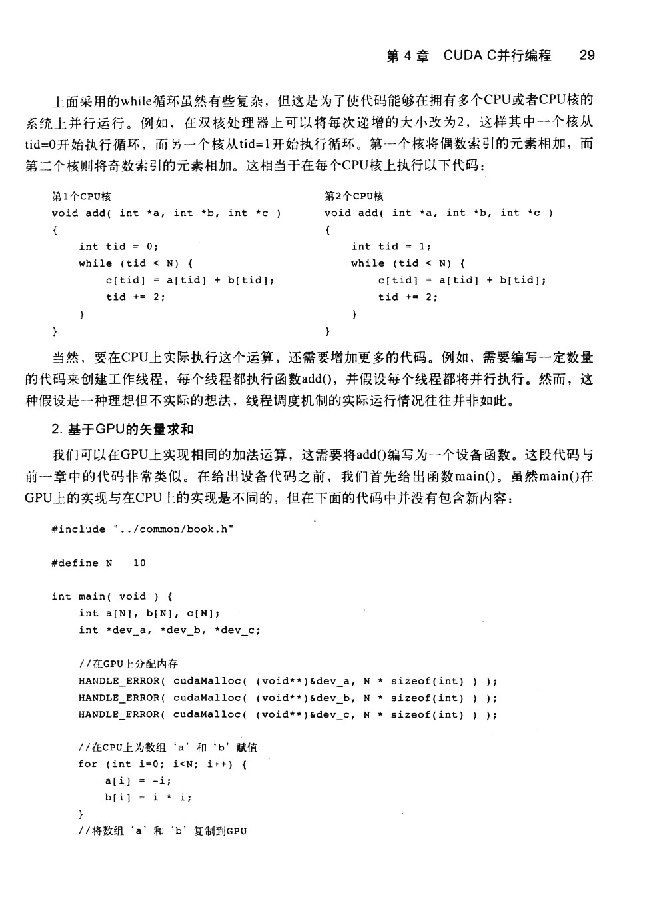 第 4 章 CUDA C并行编程 29
上面采用的while循环虽然有些复杂，但这是为了使代码能够在拥有多个CPU或者CPU核的
系统上并行运行。例如，在双核处理器上可以将每次递增的大小改为2，这样其中一个核从
tid=0开始执行循环，而另一个核从tid=1开始执行循环。第一个核将偶数索引的元素相加，而
第二个核则将奇数索引的元素相加。这相当于在每个CPU核上执行以下代码：
第1个CPU核
void add( int *a, int *b, int *c )
{
int tid = 0;
while (tid < N) {
c[tid] = a[tid] + b[tid];
tid += 2;
}
}
第2个CPU核
void add( int *a, int *b, int *c )
{
int tid = 1;
while (tid < N) {
c[tid] = a[tid] + b[tid];
tid += 2;
}
}
当然，要在CPU上实际执行这个运算，还需要增加更多的代码。例如，需要编写一定数量
的代码来创建工作线程，每个线程都执行函数add()，并假设每个线程都将并行执行。然而，这
种假设是一种理想但不实际的想法，线程调度机制的实际运行情况往往并非如此。
2. 基于GPU的矢量求和
我们可以在GPU上实现相同的加法运算，这需要将add()编写为一个设备函数。这段代码与
前一章中的代码非常类似。在给出设备代码之前，我们首先给出函数main()。虽然main()在
GPU上的实现与在CPU上的实现是不同的，但在下面的代码中并没有包含新内容：
#include "../common/book.h"
#define N 10
int main( void ) {
int a[N], b[N], c[N];
int *dev_a, *dev_b, *dev_c;
//在GPU上分配内存
HANDLE_ERROR( cudaMalloc( (void**)&dev_a, N * sizeof(int) ) );
HANDLE_ERROR( cudaMalloc( (void**)&dev_b, N * sizeof(int) ) );
HANDLE_ERROR( cudaMalloc( (void**)&dev_c, N * sizeof(int) ) );
//在CPU上为数组 'a' 和 'b' 赋值
for (int i=0; i<N; i++) {
a[i] = -i;
b[i] = i * i;
}
//将数组 'a' 和 'b' 复制到GPU